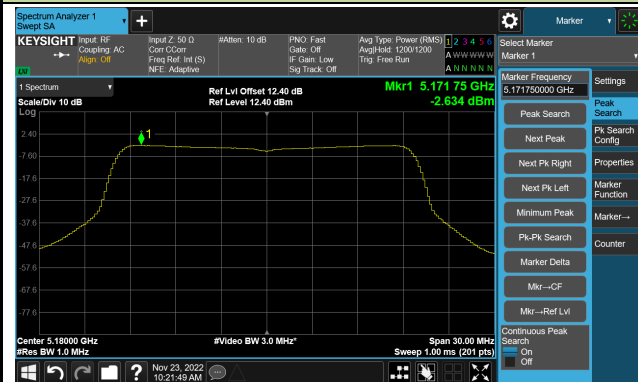 Spectrum Analyzer 1
Swept SA
Marker
KEYSIGHT
Input: RF
Coupling: AC
Align: Off
Input Z: 50 Ω
Corr CCorr
Freq Ref: Int (S)
NFE: Adaptive
#Atten: 10 dB
PNO: Fast
Gate: Off
IF Gain: Low
Sig Track: Off
Avg Type: Power (RMS)
Avg|Hold: 1200/1200
Trig: Free Run
1 2 3 4 5 6
A W W W W W
A N N N N N
Select Marker
Marker 1
1 Spectrum
Scale/Div 10 dB
Log
Ref Lvl Offset 12.40 dB
Ref Level 12.40 dBm
Mkr1 5.171 75 GHz
-2.634 dBm
1
2.40
-7.60
-17.6
-27.6
-37.6
-47.6
-57.6
-67.6
-77.6
Center 5.18000 GHz
#Res BW 1.0 MHz
#Video BW 3.0 MHz*
Span 30.00 MHz
Sweep 1.00 ms (201 pts)
Marker Frequency
5.171750000 GHz
Peak Search
Next Peak
Next Pk Right
Next Pk Left
Minimum Peak
Pk-Pk Search
Marker Delta
Mkr→CF
Mkr→Ref Lvl
Continuous Peak
Search
On
Off
Settings
Peak
Search
Pk Search
Config
Properties
Marker
Function
Marker→
Counter
?
Nov 23, 2022
10:21:49 AM